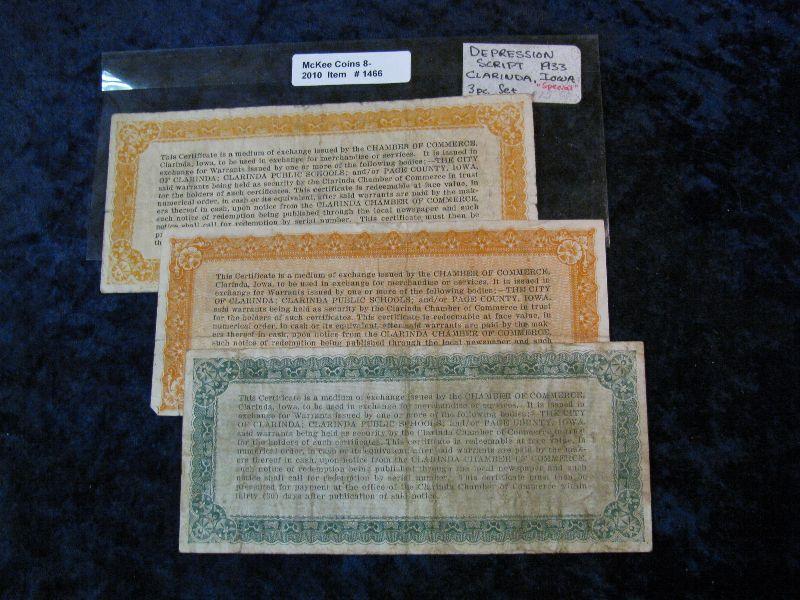 McKee Coins 8-
2010 Item # 1466
DEPRESSION
SCRIPT 1933
CLARINDA, IOWA
3 pc. Set "Special"
This Certificate is a medium of exchange issued by the CHAMBER OF COMMERCE,
Clarinda, Iowa, to be used in exchange for merchandise or services. It is issued in
exchange for Warrants issued by one or more of the following bodies:—THE CITY
OF CLARINDA; CLARINDA PUBLIC SCHOOLS; and/or PAGE COUNTY, IOWA,
said warrants being held as security by the Clarinda Chamber of Commerce in trust
for the holders of such certificates. This certificate is redeemable at face value, in
numerical order, in cash or its equivalent, after said warrants are paid by the mak-
ers thereof in cash, upon notice from the CLARINDA CHAMBER OF COMMERCE,
such notice of redemption being published through the local newspaper and such
notice shall call for redemption by serial number. This certificate must then be
This Certificate is a medium of exchange issued by the CHAMBER OF COMMERCE,
Clarinda, Iowa, to be used in exchange for merchandise or services. It is issued in
exchange for Warrants issued by one or more of the following bodies:—THE CITY
OF CLARINDA; CLARINDA PUBLIC SCHOOLS; and/or PAGE COUNTY, IOWA,
said warrants being held as security by the Clarinda Chamber of Commerce in trust
for the holders of such certificates. This certificate is redeemable at face value, in
numerical order, in cash or its equivalent, after said warrants are paid by the mak-
ers thereof in cash, upon notice from the CLARINDA CHAMBER OF COMMERCE,
such notice of redemption being published through the local newspaper and such
This Certificate is a medium of exchange issued by the CHAMBER OF COMMERCE,
Clarinda, Iowa, to be used in exchange for merchandise or services. It is issued in
exchange for Warrants issued by one or more of the following bodies:—THE CITY
OF CLARINDA; CLARINDA PUBLIC SCHOOLS; and/or PAGE COUNTY, IOWA,
said warrants being held as security by the Clarinda Chamber of Commerce in trust
for the holders of such certificates. This certificate is redeemable at face value, in
numerical order, in cash or its equivalent, after said warrants are paid by the mak-
ers thereof in cash, upon notice from the CLARINDA CHAMBER OF COMMERCE,
such notice of redemption being published through the local newspaper and such
notice shall call for redemption by serial number. This certificate must then be
presented for payment at the office of the Clarinda Chamber of Commerce within
thirty (30) days after publication of said notice.